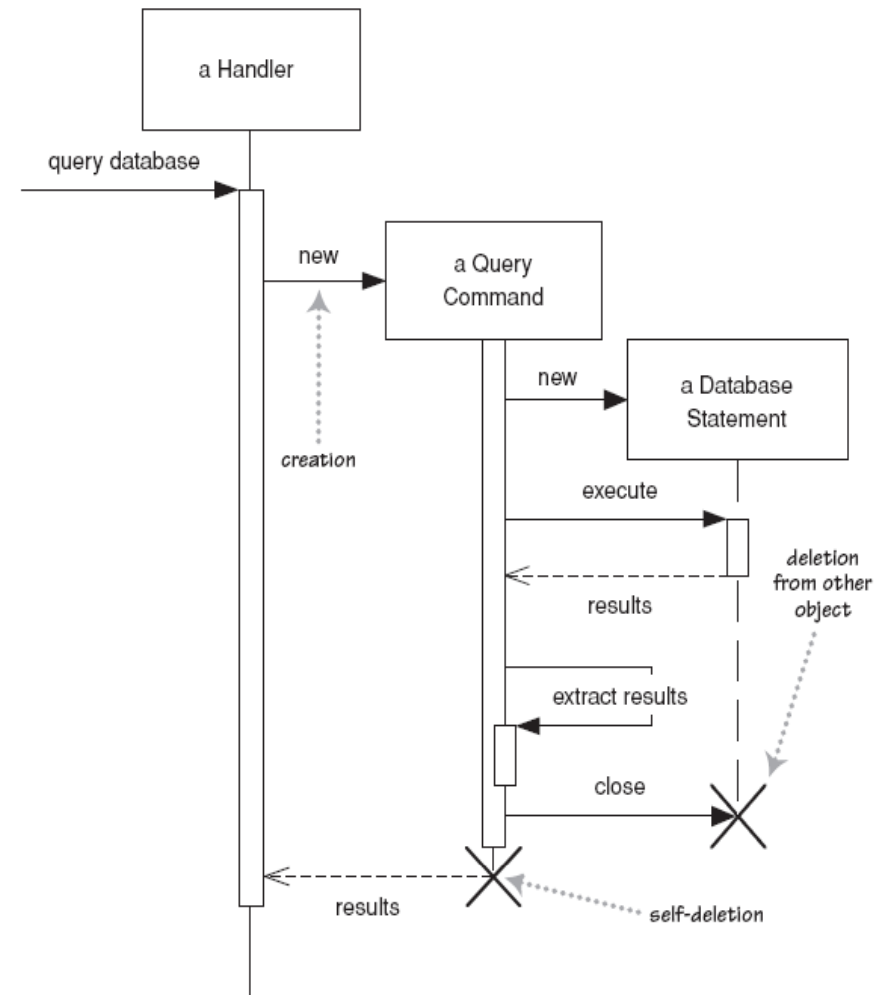 a Handler
query database
new
a Query
Command
new
a Database
Statement
creation
execute
deletion
from other
object
results
extract results
close
results
self-deletion